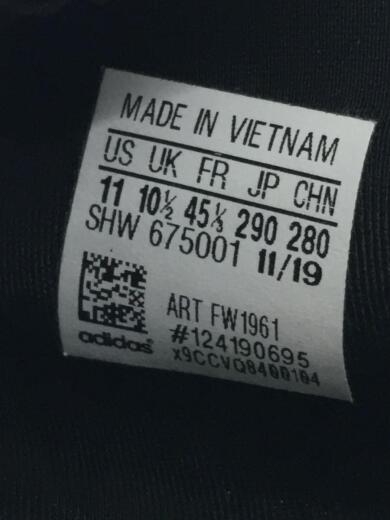 MADE IN VIETNAM
US UK FR JP CHN
11 10½ 45⅓ 290 280
SHW 675001 11/19
ART FW1961
#124190695
adidas® X9CCVQ8400104